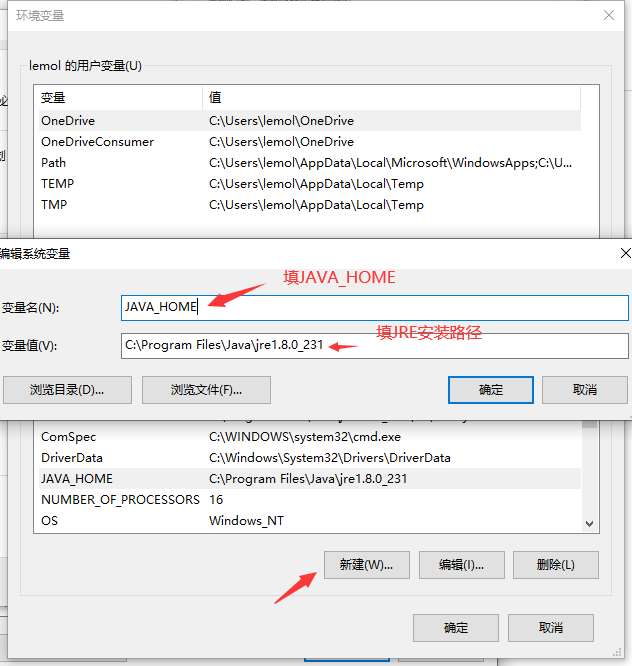 环境变量
lemol 的用户变量(U)
变量 值
OneDrive C:\Users\lemol\OneDrive
OneDriveConsumer C:\Users\lemol\OneDrive
Path C:\Users\lemol\AppData\Local\Microsoft\WindowsApps;C:\U...
TEMP C:\Users\lemol\AppData\Local\Temp
TMP C:\Users\lemol\AppData\Local\Temp
编辑系统变量
填JAVA_HOME
变量名(N): JAVA_HOME
填JRE安装路径
变量值(V): C:\Program Files\Java\jre1.8.0_231
浏览目录(D)... 浏览文件(F)... 确定 取消
ComSpec C:\WINDOWS\system32\cmd.exe
DriverData C:\Windows\System32\Drivers\DriverData
JAVA_HOME C:\Program Files\Java\jre1.8.0_231
NUMBER_OF_PROCESSORS 16
OS Windows_NT
新建(W)... 编辑(I)... 删除(L)
确定 取消